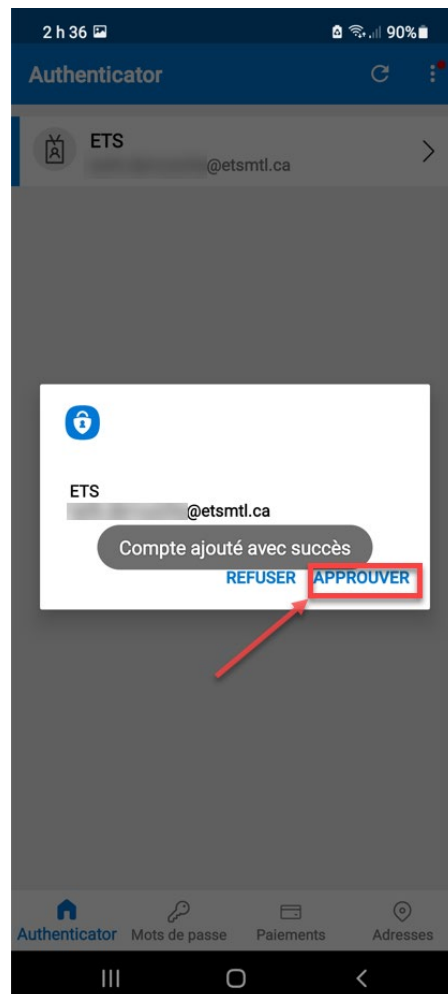 2 h 36
90%
Authenticator
ETS
@etsmtl.ca
ETS
@etsmtl.ca
Compte ajouté avec succès
REFUSER APPROUVER
Authenticator Mots de passe Paiements Adresses